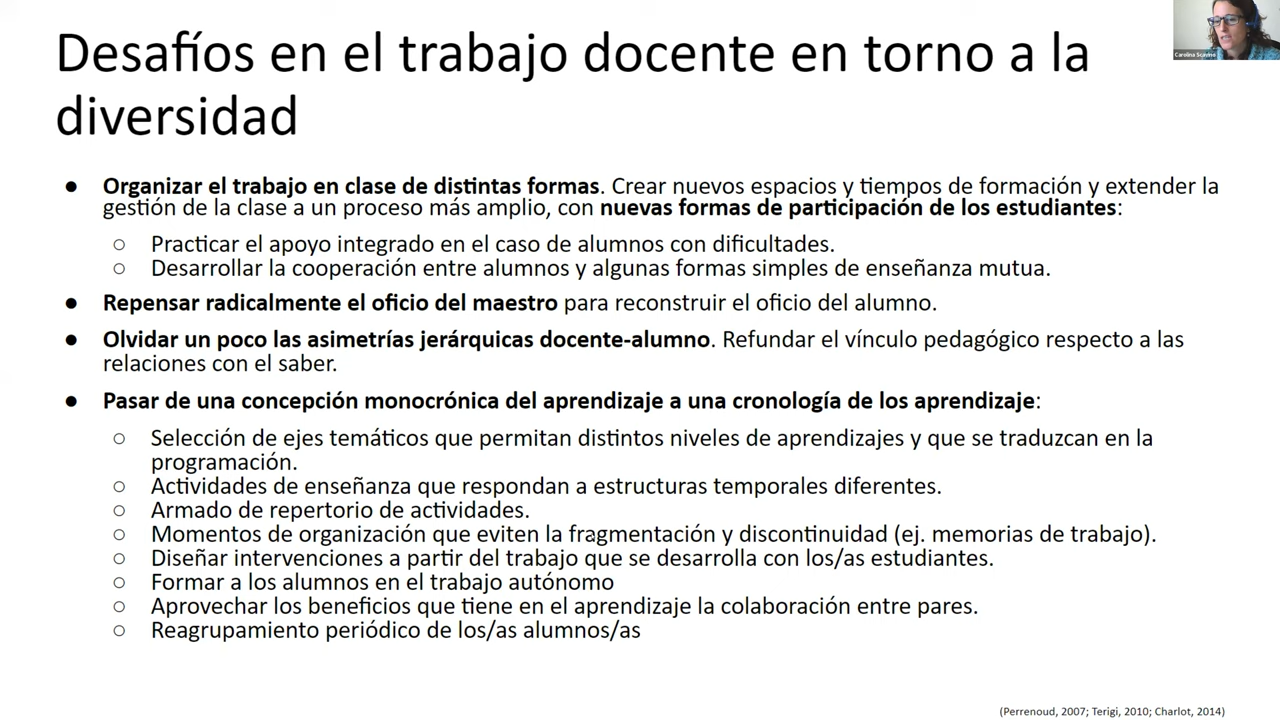 Desafíos en el trabajo docente en torno a la
diversidad
Carolina
● Organizar el trabajo en clase de distintas formas. Crear nuevos espacios y tiempos de formación y extender la
gestión de la clase a un proceso más amplio, con nuevas formas de participación de los estudiantes:
○ Practicar el apoyo integrado en el caso de alumnos con dificultades.
○ Desarrollar la cooperación entre alumnos y algunas formas simples de enseñanza mutua.
● Repensar radicalmente el oficio del maestro para reconstruir el oficio del alumno.
● Olvidar un poco las asimetrías jerárquicas docente-alumno. Refundar el vínculo pedagógico respecto a las
relaciones con el saber.
● Pasar de una concepción monocrónica del aprendizaje a una cronología de los aprendizaje:
○ Selección de ejes temáticos que permitan distintos niveles de aprendizajes y que se traduzcan en la
programación.
○ Actividades de enseñanza que respondan a estructuras temporales diferentes.
○ Armado de repertorio de actividades.
○ Momentos de organización que eviten la fragmentación y discontinuidad (ej. memorias de trabajo).
○ Diseñar intervenciones a partir del trabajo que se desarrolla con los/as estudiantes.
○ Formar a los alumnos en el trabajo autónomo
○ Aprovechar los beneficios que tiene en el aprendizaje la colaboración entre pares.
○ Reagrupamiento periódico de los/as alumnos/as
(Perrenoud, 2007; Terigi, 2010; Charlot, 2014)